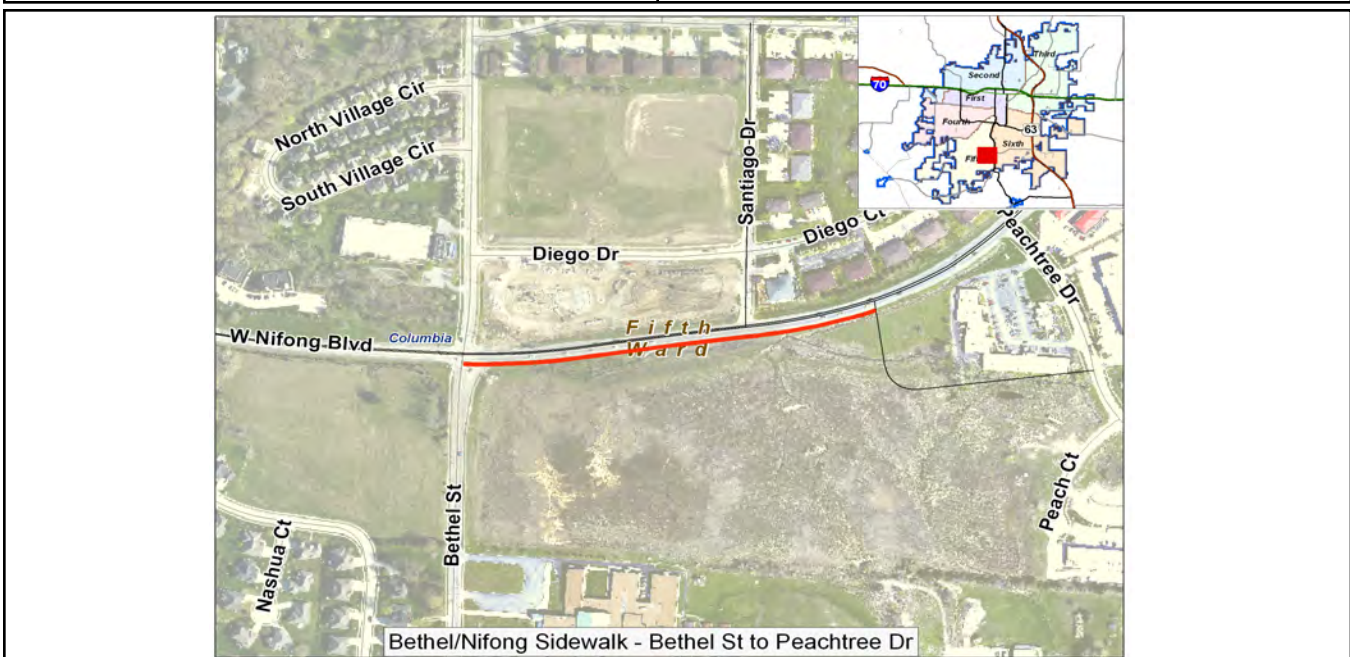 North Village Cir
South Village Cir
Santiago Dr
Diego Dr
Diego Ct
Peachtree Dr
W Nifong Blvd
Columbia
Fifth
Ward
Bethel St
Nashua Ct
Peach Ct
70
Second
Third
First
Fourth
63
Sixth
Bethel/Nifong Sidewalk - Bethel St to Peachtree Dr